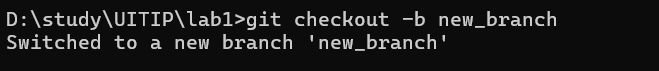 D:\study\UITIP\lab1>git checkout -b new_branch
Switched to a new branch 'new_branch'